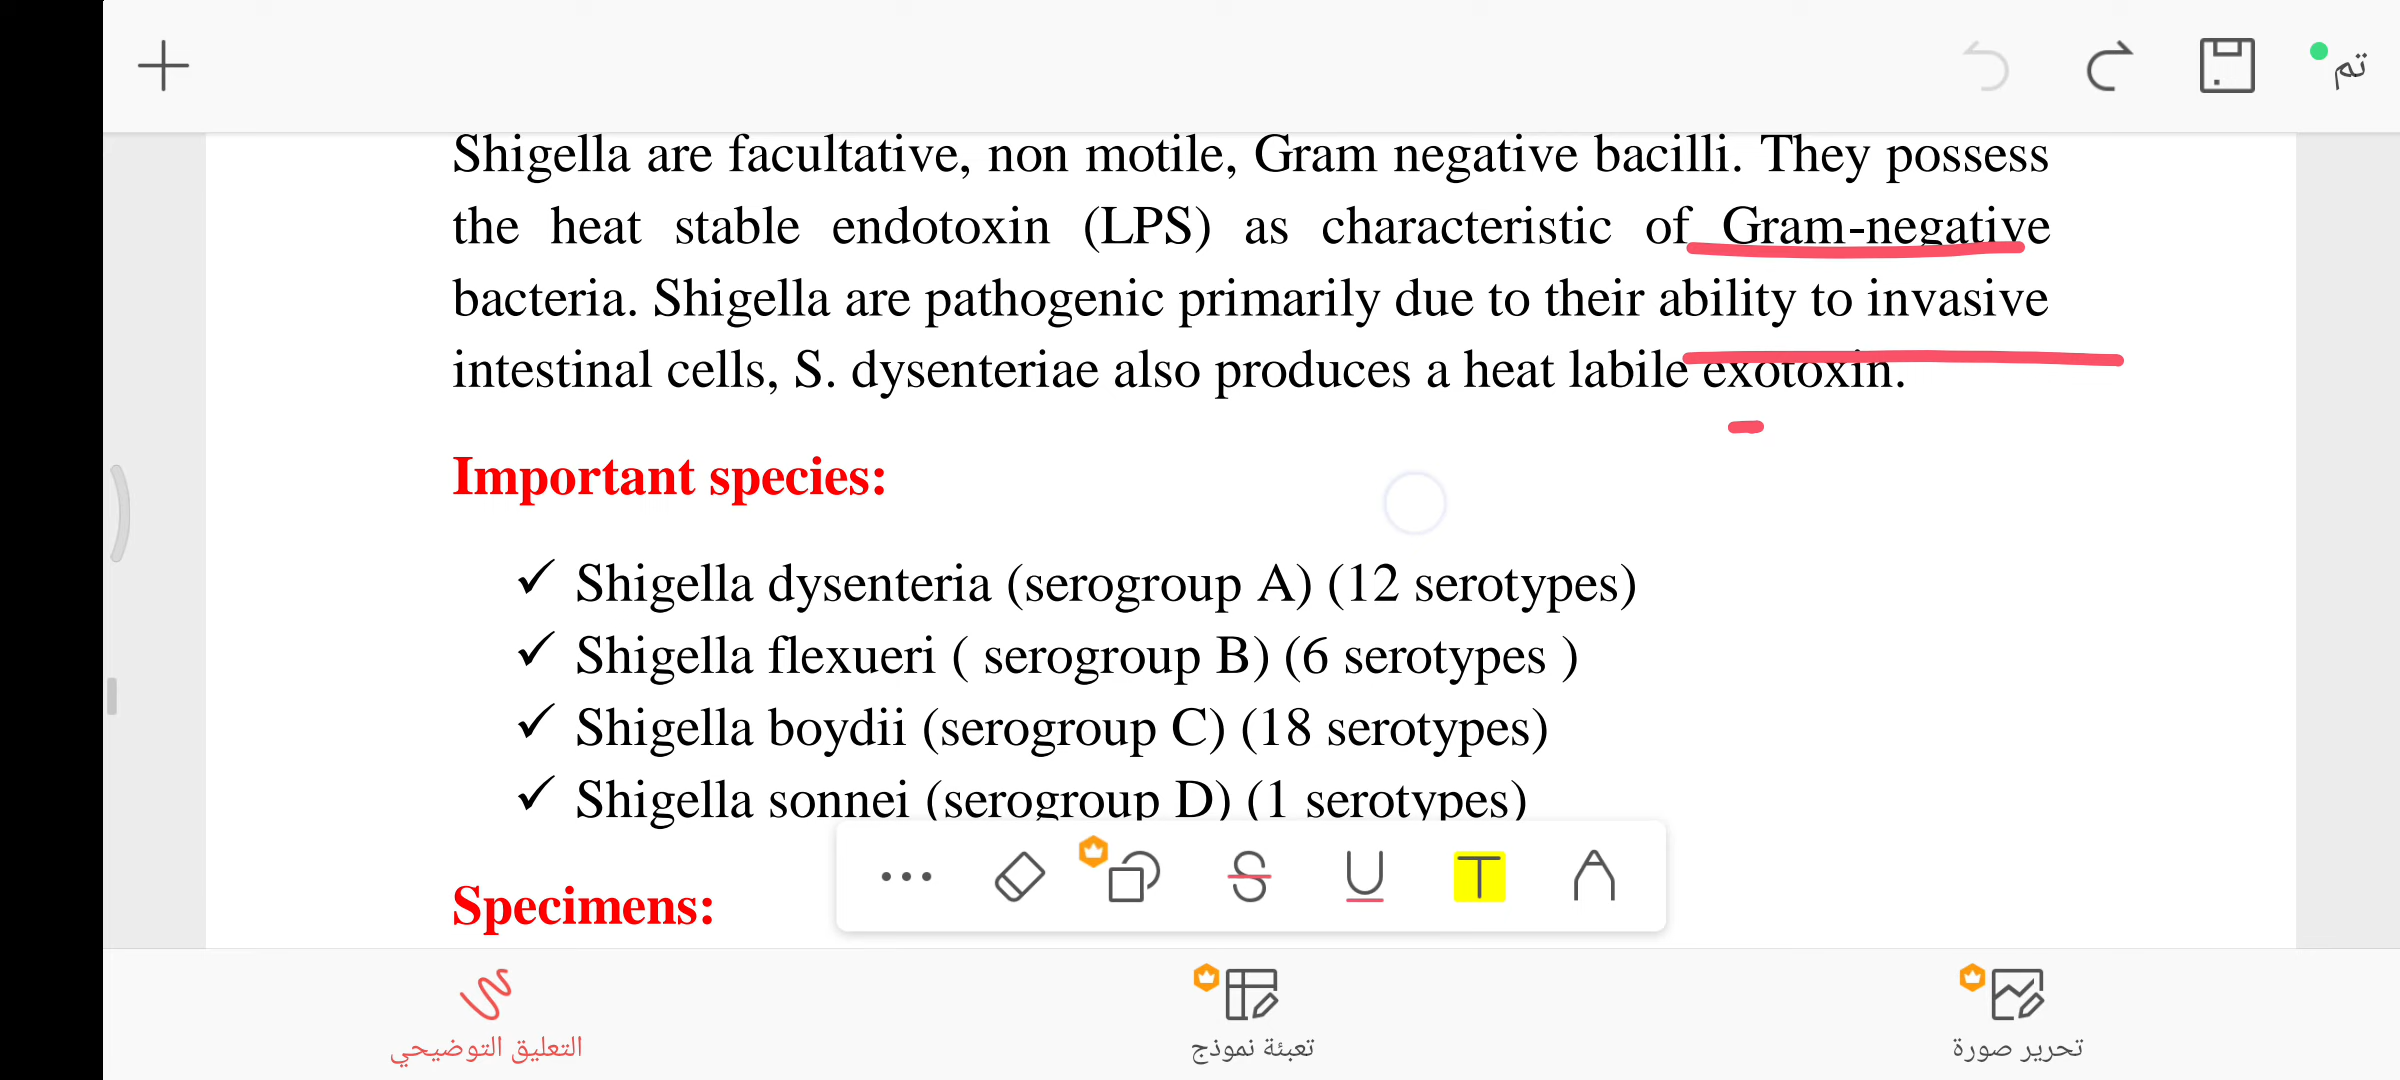 تم
Shigella are facultative, non motile, Gram negative bacilli. They possess
the heat stable endotoxin (LPS) as characteristic of Gram-negative
bacteria. Shigella are pathogenic primarily due to their ability to invasive
intestinal cells, S. dysenteriae also produces a heat labile exotoxin.
Important species:
✓ Shigella dysenteria (serogroup A) (12 serotypes)
✓ Shigella flexueri ( serogroup B) (6 serotypes )
✓ Shigella boydii (serogroup C) (18 serotypes)
✓ Shigella sonnei (serogroup D) (1 serotypes)
Specimens:
التعليق التوضيحي
تعبئة نموذج
تحرير صورة